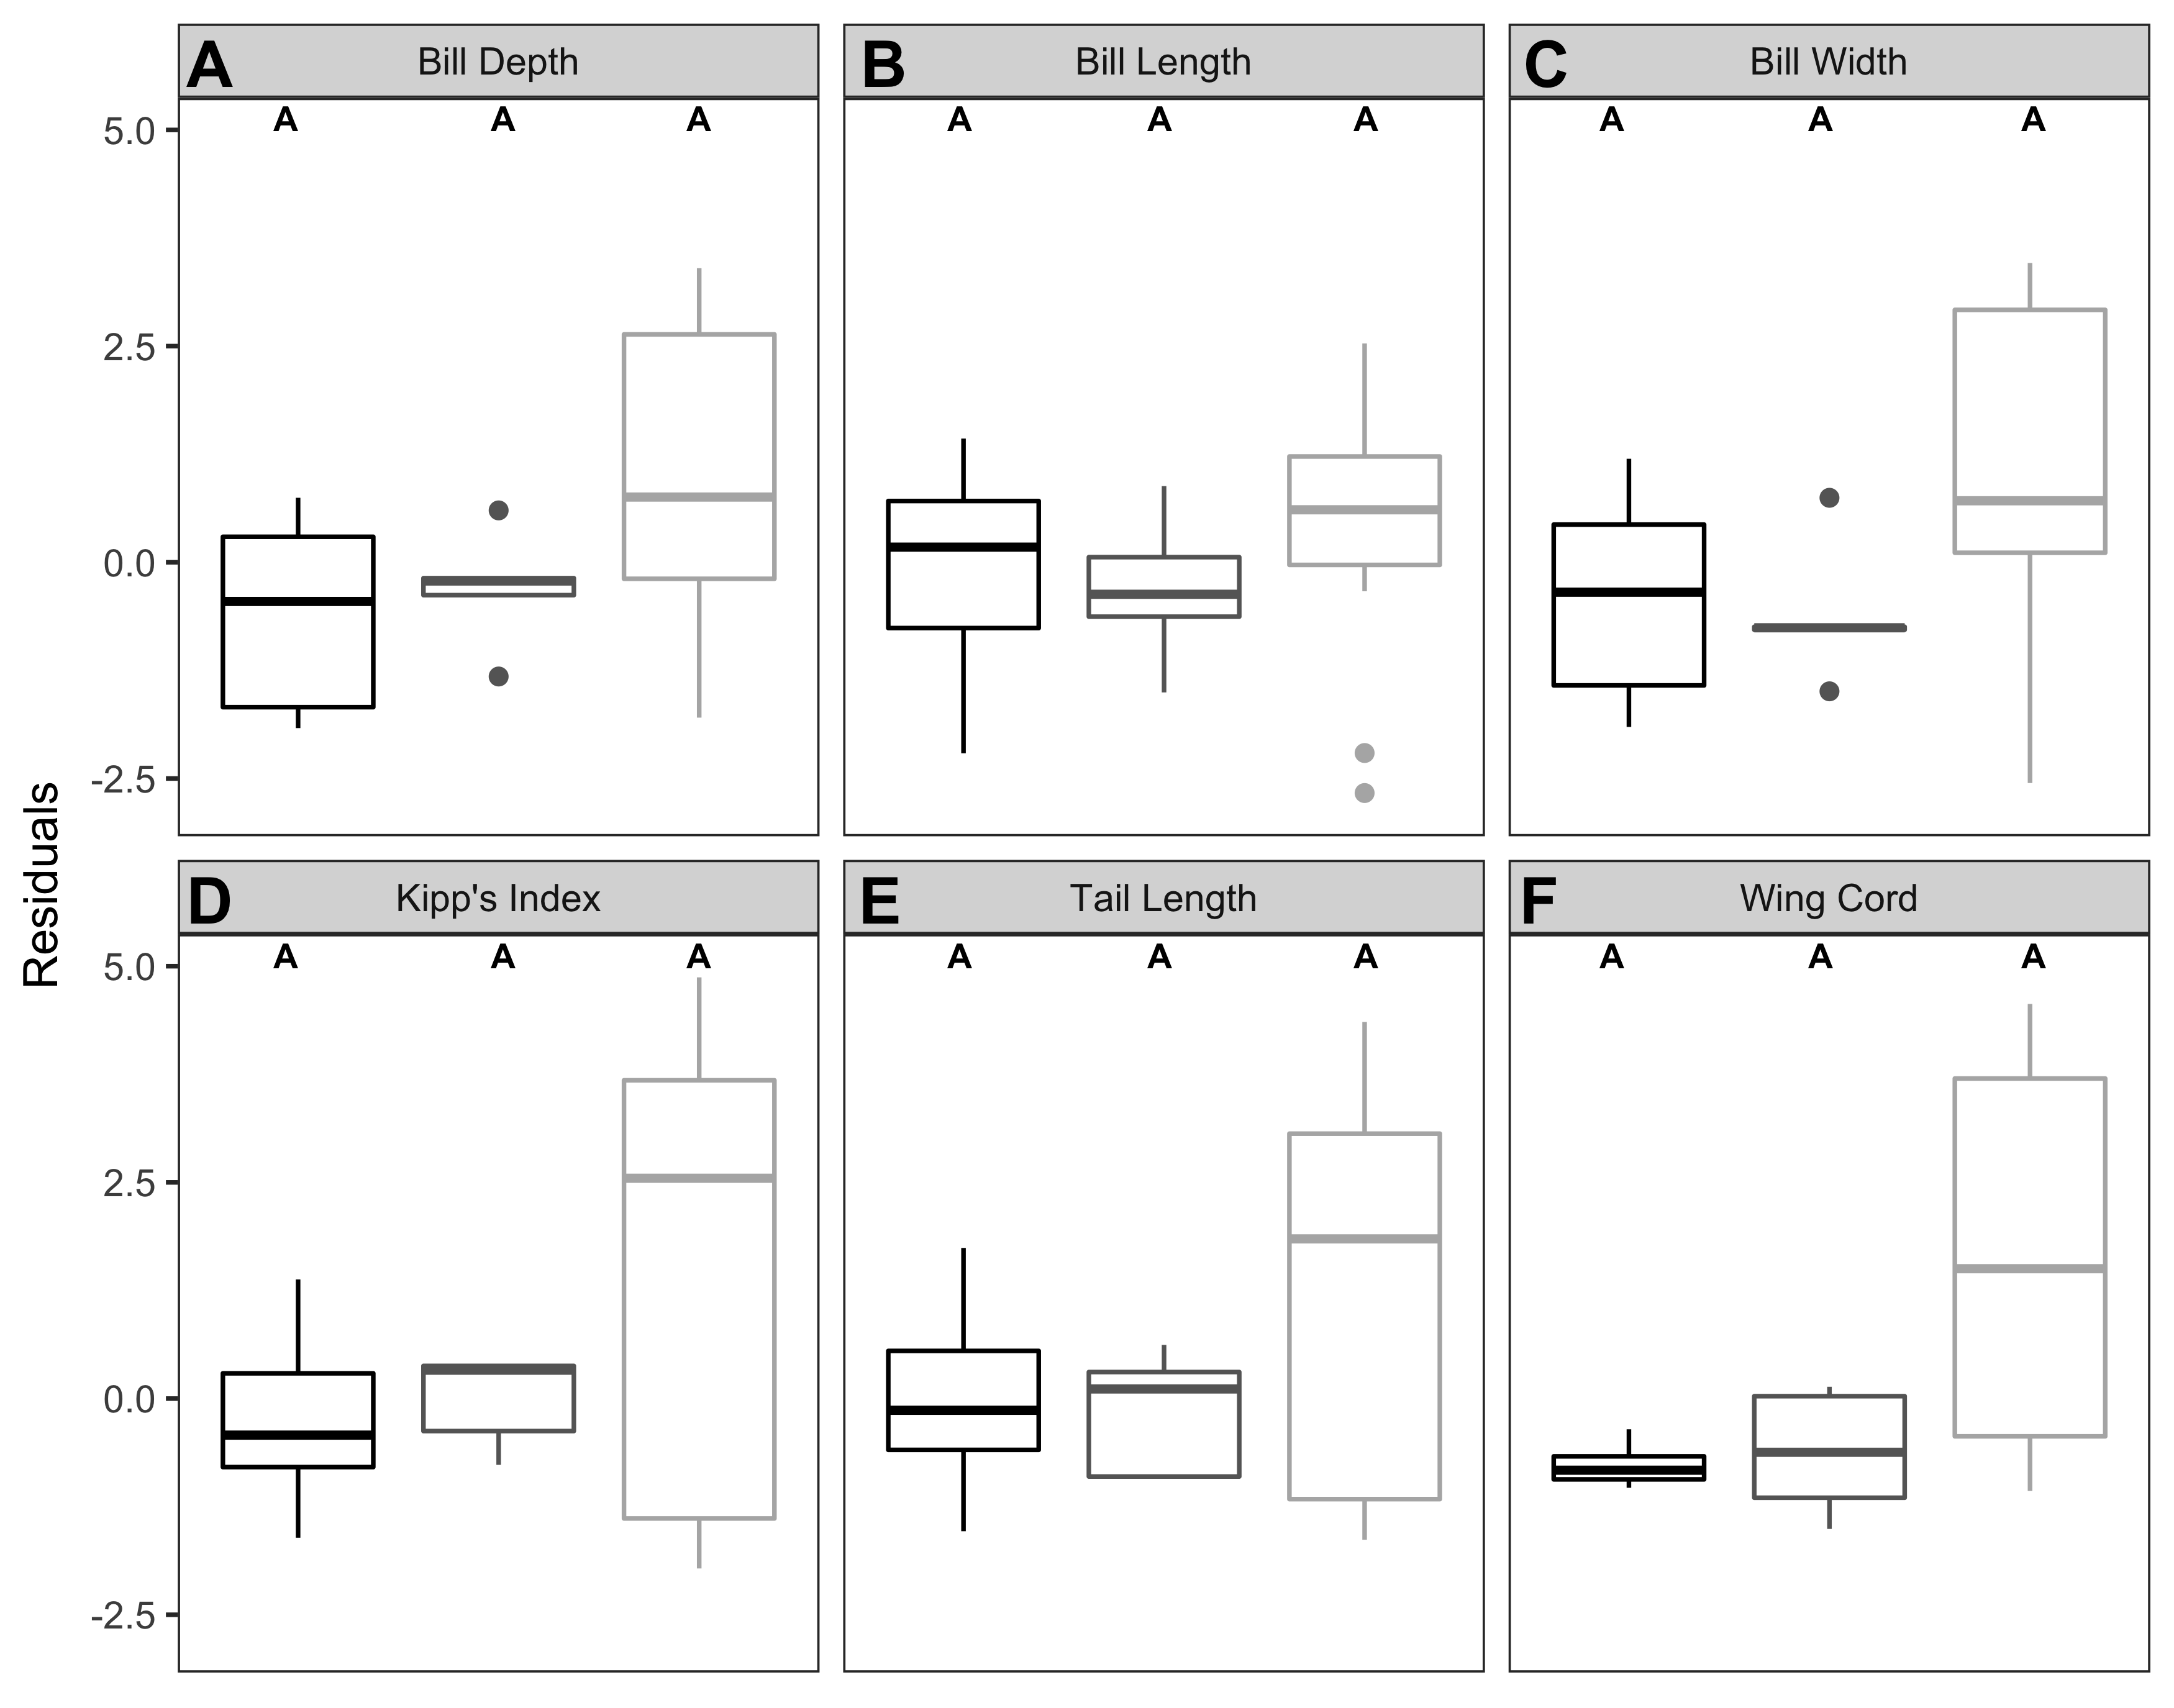 A Bill Depth
B Bill Length
C Bill Width
A A A
A A A
A A A
5.0
2.5
0.0
-2.5
Residuals
D Kipp's Index
E Tail Length
F Wing Cord
A A A
A A A
A A A
5.0
2.5
0.0
-2.5